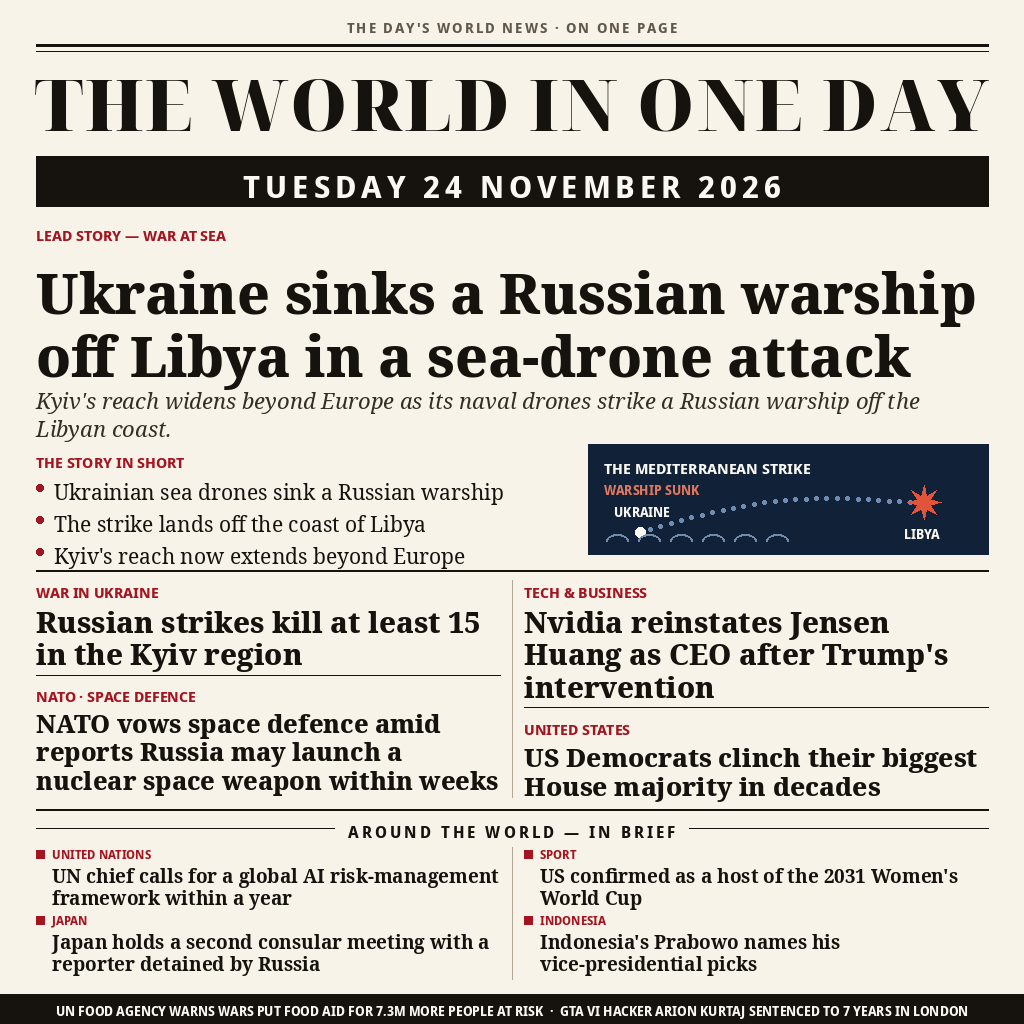 THE DAY'S WORLD NEWS · ON ONE PAGE
THE WORLD IN ONE DAY
TUESDAY 24 NOVEMBER 2026
LEAD STORY — WAR AT SEA
Ukraine sinks a Russian warship
off Libya in a sea-drone attack
Kyiv's reach widens beyond Europe as its naval drones strike a Russian warship off the
Libyan coast.
THE STORY IN SHORT
Ukrainian sea drones sink a Russian warship
The strike lands off the coast of Libya
Kyiv's reach now extends beyond Europe
THE MEDITERRANEAN STRIKE
WARSHIP SUNK
UKRAINE
LIBYA
WAR IN UKRAINE
Russian strikes kill at least 15
in the Kyiv region
NATO · SPACE DEFENCE
NATO vows space defence amid
reports Russia may launch a
nuclear space weapon within weeks
TECH & BUSINESS
Nvidia reinstates Jensen
Huang as CEO after Trump's
intervention
UNITED STATES
US Democrats clinch their biggest
House majority in decades
AROUND THE WORLD — IN BRIEF
UNITED NATIONS
UN chief calls for a global AI risk-management
framework within a year
JAPAN
Japan holds a second consular meeting with a
reporter detained by Russia
SPORT
US confirmed as a host of the 2031 Women's
World Cup
INDONESIA
Indonesia's Prabowo names his
vice-presidential picks
UN FOOD AGENCY WARNS WARS PUT FOOD AID FOR 7.3M MORE PEOPLE AT RISK · GTA VI HACKER ARION KURTAJ SENTENCED TO 7 YEARS IN LONDON